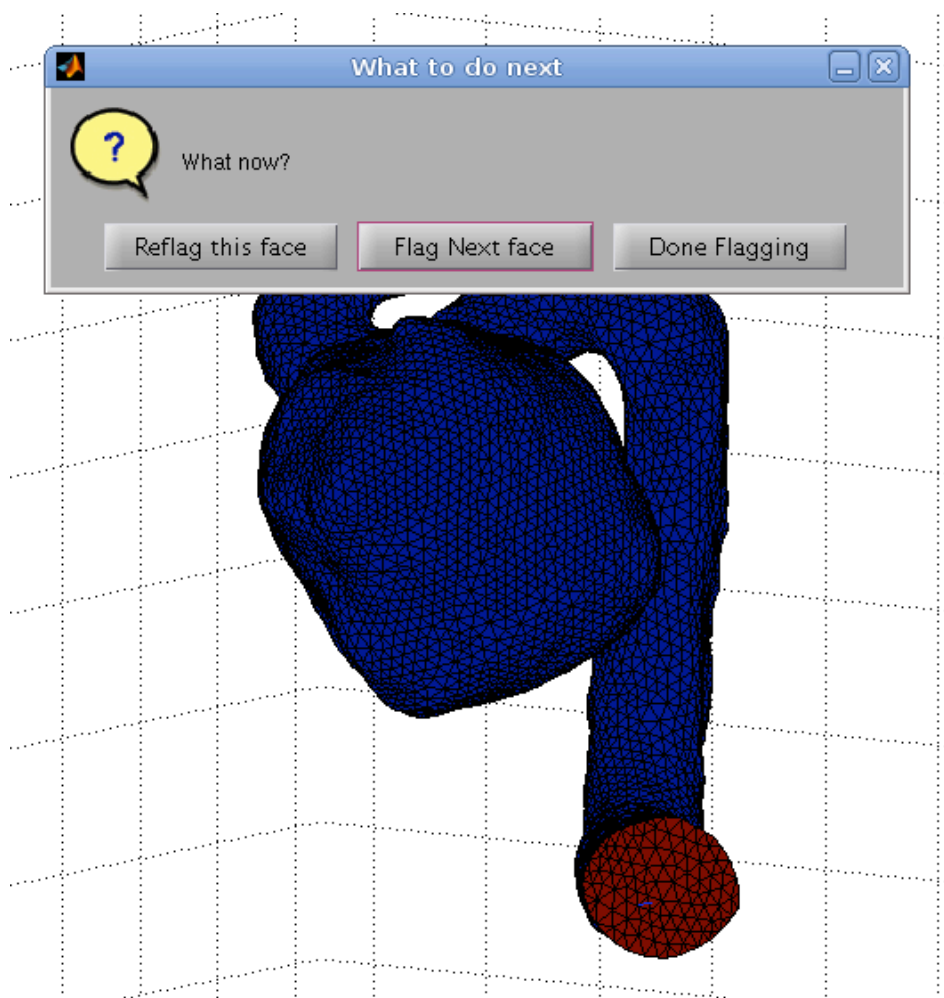 What to do next
?
What now?
Reflag this face
Flag Next face
Done Flagging